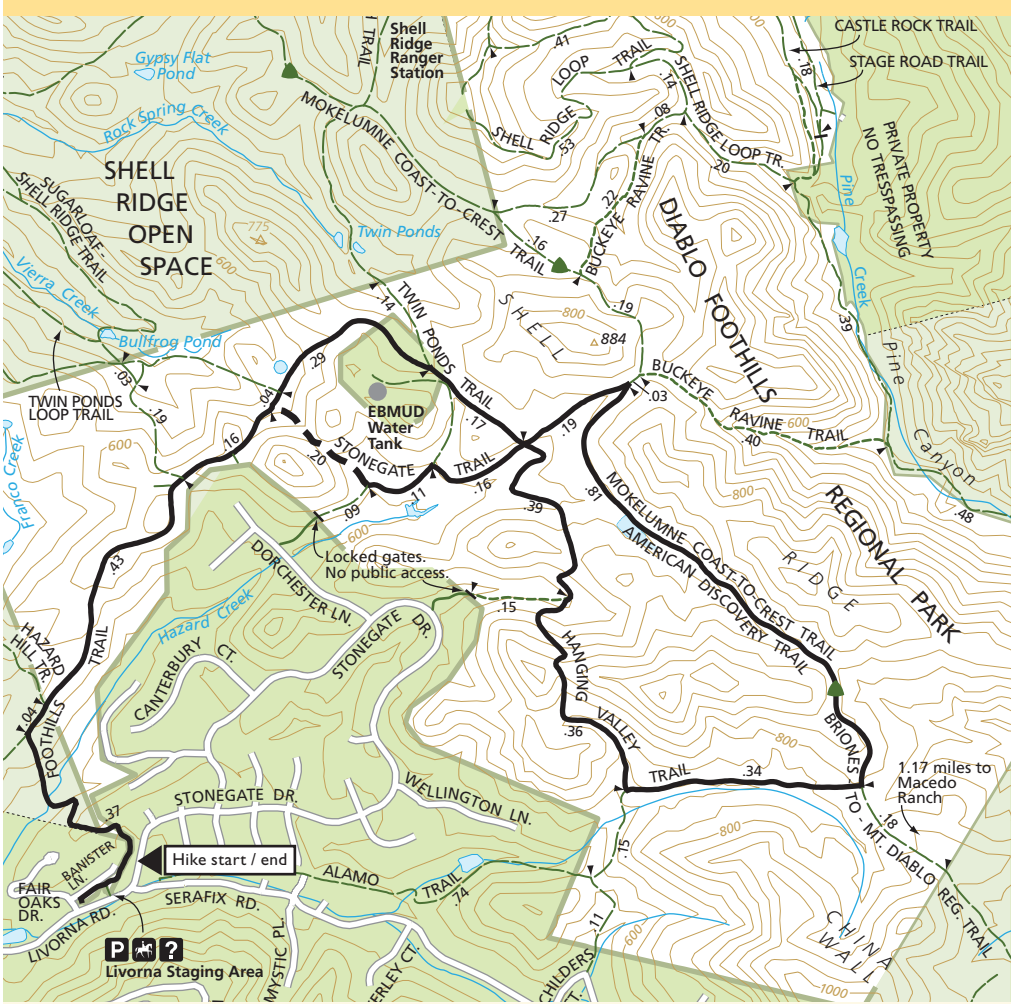 Shell
Ridge
Ranger
Station
TRAIL
Gypsy Flat
Pond
Rock Spring Creek
MOKELUMNE COAST-TO-CREST TRAIL
SHELL
RIDGE
OPEN
SPACE
SUGARLOAF-
SHELL RIDGE TRAIL
Vierra Creek
Bullfrog Pond
Twin Ponds
775
600
.41
SHELL RIDGE LOOP TRAIL
.53
.14
SHELL RIDGE LOOP TR.
.08
.20
.18
CASTLE ROCK TRAIL
STAGE ROAD TRAIL
PRIVATE PROPERTY
NO TRESSPASSING
Pine Creek
.27
.16
.22
BUCKEYE RAVINE TR.
DIABLO FOOTHILLS
REGIONAL PARK
SHELL
RIDGE
800
884
.19
.39
Pine Canyon
.14
TWIN PONDS TRAIL
.17
.29
.04
EBMUD
Water
Tank
TWIN PONDS
LOOP TRAIL
.03
.19
600
.16
.20
STONEGATE TRAIL
.11
.16
.09
.19
.03
BUCKEYE RAVINE TRAIL
600
.40
.48
800
Franco Creek
.43
600
Locked gates.
No public access.
.39
.81
MOKELUMNE COAST-TO-CREST TRAIL
AMERICAN DISCOVERY TRAIL
DORCHESTER LN.
Hazard Creek
STONEGATE DR.
.15
CANTERBURY CT.
HAZARD
HILL TR.
.04
FOOTHILLS TRAIL
HANGING VALLEY TRAIL
.36
.34
800
BRIONES TO - MT. DIABLO REG. TRAIL
1.17 miles to
Macedo
Ranch
.18
.37
STONEGATE DR.
WELLINGTON LN.
Hike start / end
BANISTER
LN.
FAIR
OAKS
DR.
LIVORNA RD.
SERAFIX RD.
ALAMO TRAIL
.74
.15
800
.11
600
CHINA
WALL
1000
P ?
Livorna Staging Area
MYSTIC PL.
ERLEY CT.
CHILDERS
CT.